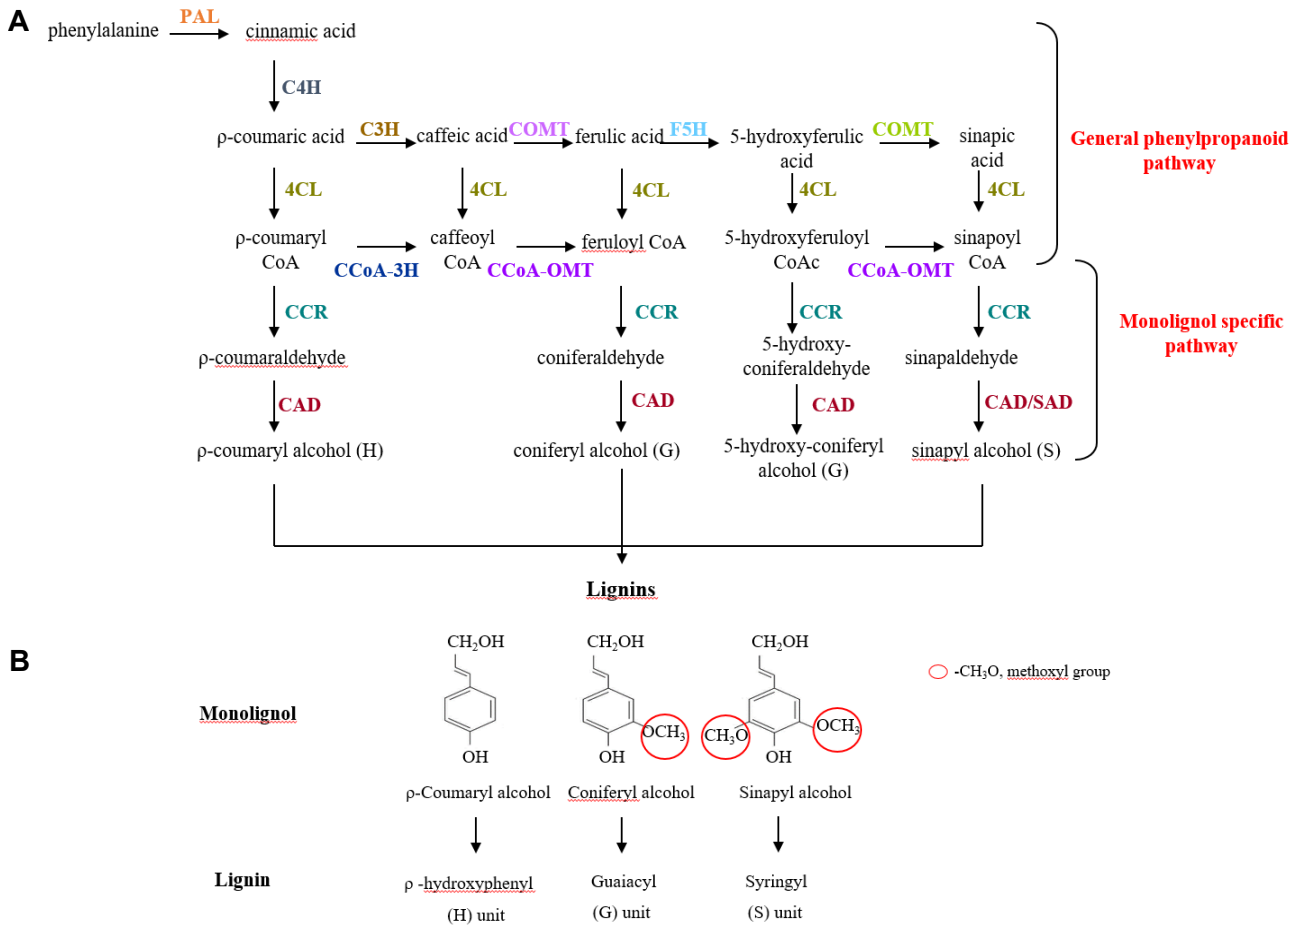 A
phenylalanine PAL cinnamic acid
C4H
ρ-coumaric acid C3H caffeic acid COMT ferulic acid F5H 5-hydroxyferulic acid COMT sinapic acid
General phenylpropanoid
pathway
4CL 4CL 4CL 4CL 4CL
ρ-coumaryl CoA CCoA-3H caffeoyl CoA CCoA-OMT feruloyl CoA 5-hydroxyferuloyl CoAc CCoA-OMT sinapoyl CoA
CCR CCR CCR CCR
Monolignol specific
pathway
ρ-coumaraldehyde coniferaldehyde 5-hydroxy-coniferaldehyde sinapaldehyde
CAD CAD CAD CAD/SAD
ρ-coumaryl alcohol (H) coniferyl alcohol (G) 5-hydroxy-coniferyl alcohol (G) sinapyl alcohol (S)
Lignins
B
CH₂OH CH₂OH CH₂OH
-CH₃O, methoxyl group
Monolignol
OCH₃ CH₃O OCH₃
OH OH OH
ρ-Coumaryl alcohol Coniferyl alcohol Sinapyl alcohol
Lignin
ρ -hydroxyphenyl Guaiacyl Syringyl
(H) unit (G) unit (S) unit